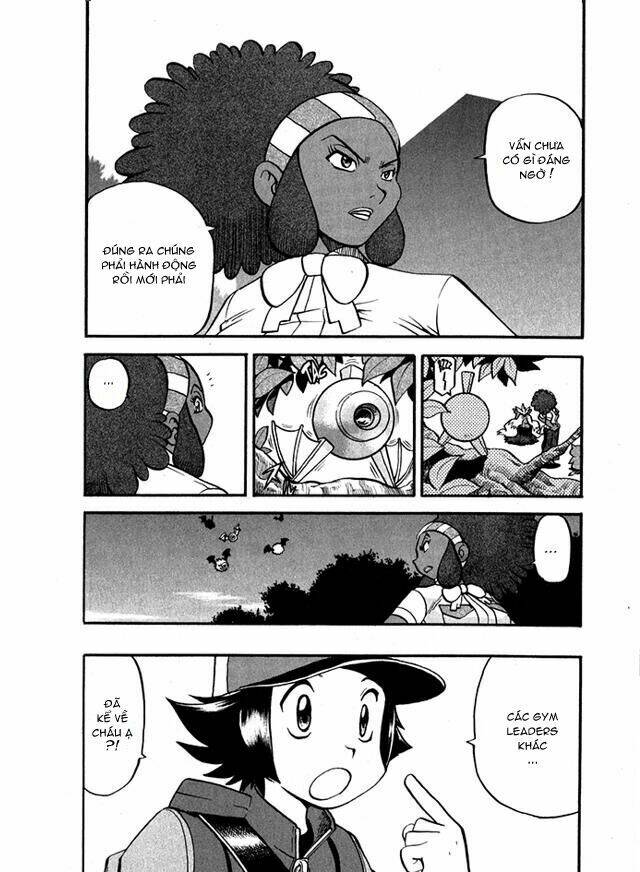 VẪN CHƯA
CÓ GÌ ĐÁNG
NGỜ!
ĐÚNG RA CHÚNG
PHẢI HÀNH ĐỘNG
RỒI MỚI PHẢI
...
...
CÁC GYM
LEADERS
KHÁC
...
ĐÃ
KỂ VỀ
CHÁU Ạ
?!